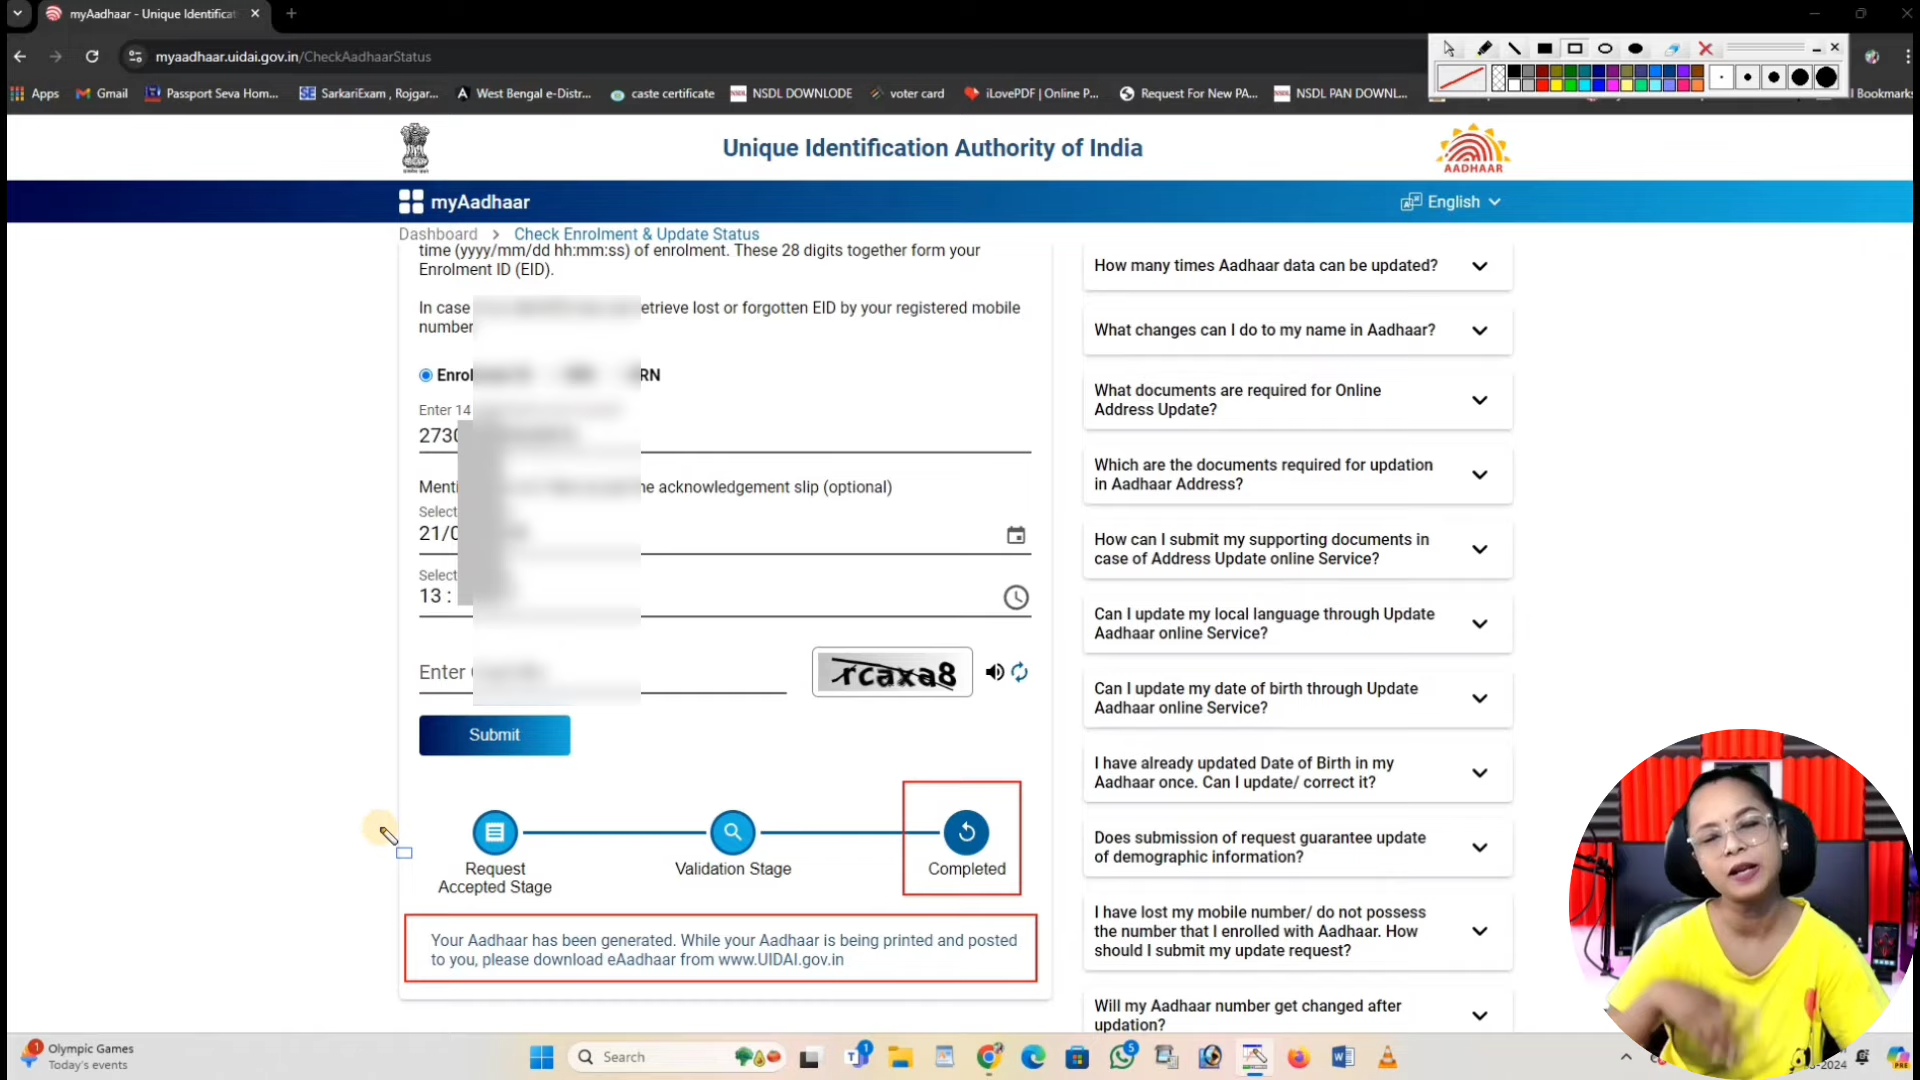 myAadhaar - Unique Identificat
myaadhaar.uidai.gov.in/CheckAadhaarStatus
Apps
Gmail
Passport Seva Hom...
SarkariExam , Rojgar...
West Bengal e-Distr...
caste certificate
NSDL DOWNLODE
voter card
iLovePDF | Online P...
Request For New PA...
NSDL PAN DOWNL...
l Bookmarks
Unique Identification Authority of India
AADHAAR
myAadhaar
English
Dashboard > Check Enrolment & Update Status
time (yyyy/mm/dd hh:mm:ss) of enrolment. These 28 digits together form your
Enrolment ID (EID).
In case
etrieve lost or forgotten EID by your registered mobile
number
Enrol
RN
Enter 14
2730
Menti
ne acknowledgement slip (optional)
Select
21/0
Select
13 :
Enter
rcaxa8
Submit
Request
Accepted Stage
Validation Stage
Completed
Your Aadhaar has been generated. While your Aadhaar is being printed and posted
to you, please download eAadhaar from www.UIDAI.gov.in
How many times Aadhaar data can be updated?
What changes can I do to my name in Aadhaar?
What documents are required for Online
Address Update?
Which are the documents required for updation
in Aadhaar Address?
How can I submit my supporting documents in
case of Address Update online Service?
Can I update my local language through Update
Aadhaar online Service?
Can I update my date of birth through Update
Aadhaar online Service?
I have already updated Date of Birth in my
Aadhaar once. Can I update/ correct it?
Does submission of request guarantee update
of demographic information?
I have lost my mobile number/ do not possess
the number that I enrolled with Aadhaar. How
should I submit my update request?
Will my Aadhaar number get changed after
updation?
Olympic Games
Today's events
Search
-2024